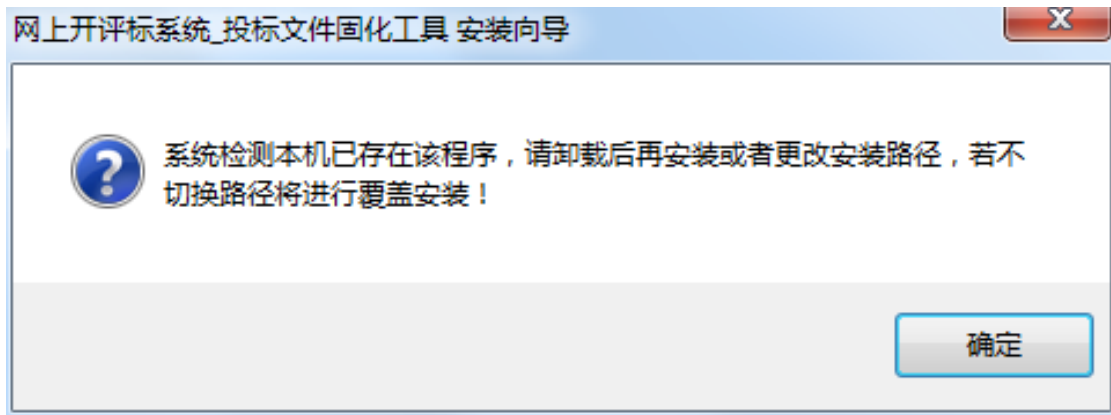 网上开评标系统_投标文件固化工具 安装向导
系统检测本机已存在该程序，请卸载后再安装或者更改安装路径，若不
切换路径将进行覆盖安装！
确定